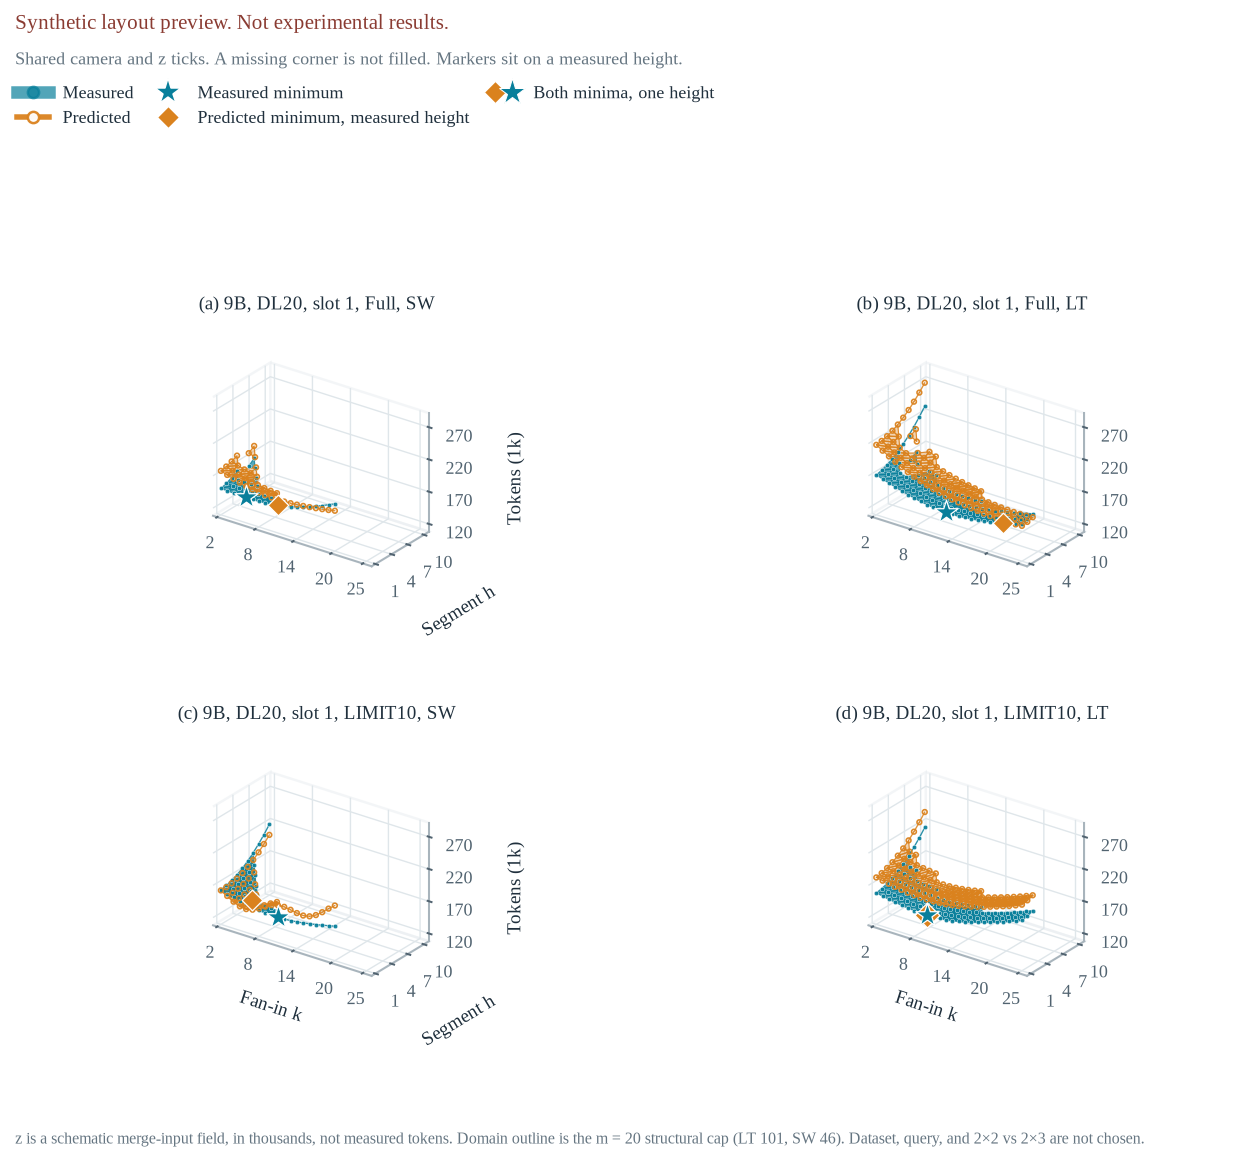 Synthetic layout preview. Not experimental results.
Shared camera and z ticks. A missing corner is not filled. Markers sit on a measured height.
Measured
Measured minimum
Both minima, one height
Predicted
Predicted minimum, measured height
(a) 9B, DL20, slot 1, Full, SW
270
220
170
120
Tokens (1k)
2
8
14
20
25
1
4
7
10
Segment h
(b) 9B, DL20, slot 1, Full, LT
270
220
170
120
2
8
14
20
25
1
4
7
10
(c) 9B, DL20, slot 1, LIMIT10, SW
270
220
170
120
Tokens (1k)
2
8
14
20
25
1
4
7
10
Fan-in k
Segment h
(d) 9B, DL20, slot 1, LIMIT10, LT
270
220
170
120
2
8
14
20
25
1
4
7
10
Fan-in k
z is a schematic merge-input field, in thousands, not measured tokens. Domain outline is the m = 20 structural cap (LT 101, SW 46). Dataset, query, and 2×2 vs 2×3 are not chosen.